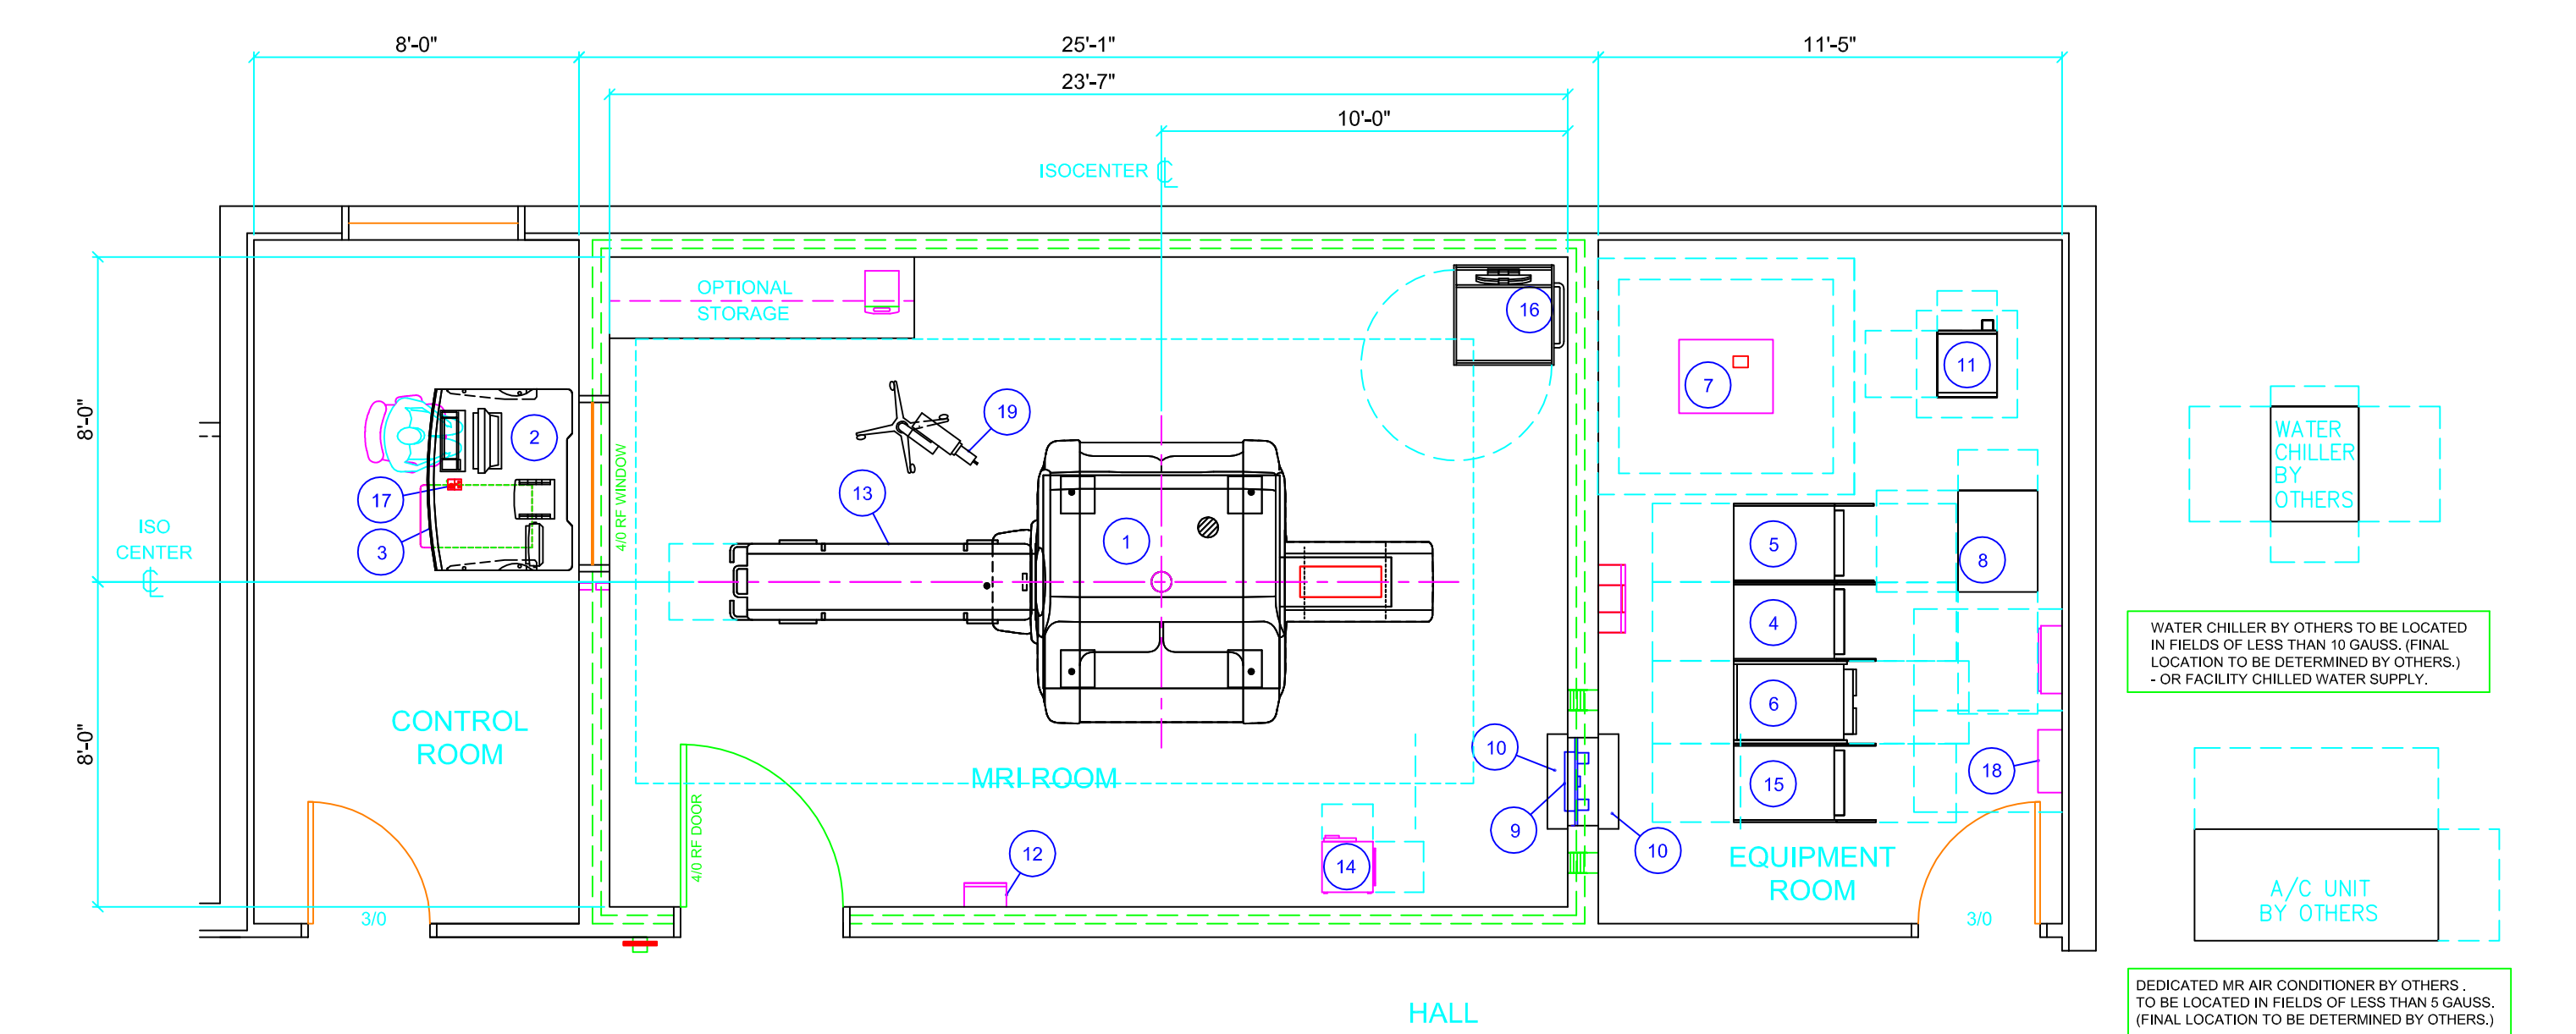 8'-0"
25'-1"
11'-5"
23'-7"
10'-0"
ISOCENTER ℄
OPTIONAL
STORAGE
16
7
11
8'-0"
2
19
4/0 RF WINDOW
13
17
3
1
5
8
4
6
15
18
ISO
CENTER
℄
WATER
CHILLER
BY
OTHERS
WATER CHILLER BY OTHERS TO BE LOCATED
IN FIELDS OF LESS THAN 10 GAUSS. (FINAL
LOCATION TO BE DETERMINED BY OTHERS.)
- OR FACILITY CHILLED WATER SUPPLY.
8'-0"
CONTROL
ROOM
MRI ROOM
10
9
10
4/0 RF DOOR
12
14
EQUIPMENT
ROOM
3/0
3/0
A/C UNIT
BY OTHERS
DEDICATED MR AIR CONDITIONER BY OTHERS .
TO BE LOCATED IN FIELDS OF LESS THAN 5 GAUSS.
(FINAL LOCATION TO BE DETERMINED BY OTHERS.)
HALL